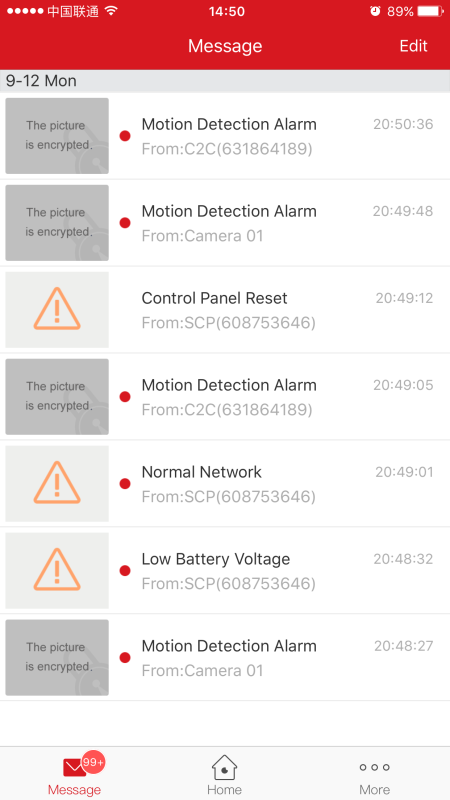 中国联通 14:50 89%
Message Edit
9-12 Mon
The picture
is encrypted.
Motion Detection Alarm 20:50:36
From:C2C(631864189)
The picture
is encrypted.
Motion Detection Alarm 20:49:48
From:Camera 01
Control Panel Reset 20:49:12
From:SCP(608753646)
The picture
is encrypted.
Motion Detection Alarm 20:49:05
From:C2C(631864189)
Normal Network 20:49:01
From:SCP(608753646)
Low Battery Voltage 20:48:32
From:SCP(608753646)
The picture
is encrypted.
Motion Detection Alarm 20:48:27
From:Camera 01
99+
Message Home More